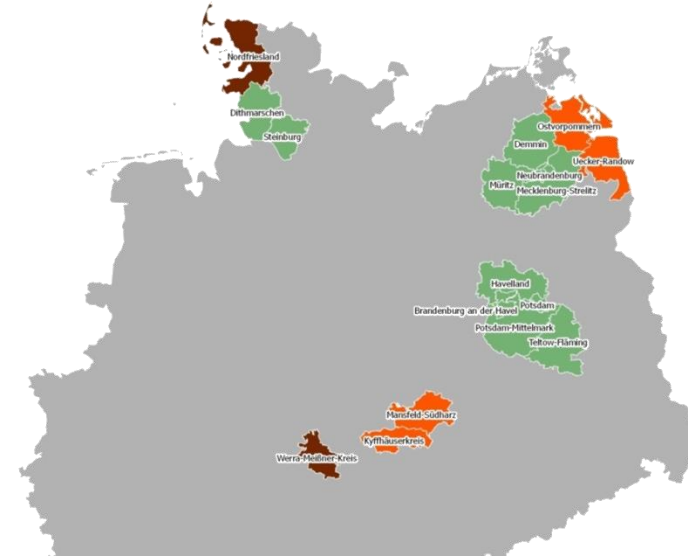 Nordfriesland
Dithmarschen
Steinburg
Ostvorpommern
Demmin
Uecker-Randow
Neubrandenburg
Müritz
Mecklenburg-Strelitz
Havelland
Potsdam
Brandenburg an der Havel
Potsdam-Mittelmark
Teltow-Fläming
Mansfeld-Südharz
Kyffhäuserkreis
Werra-Meißner-Kreis